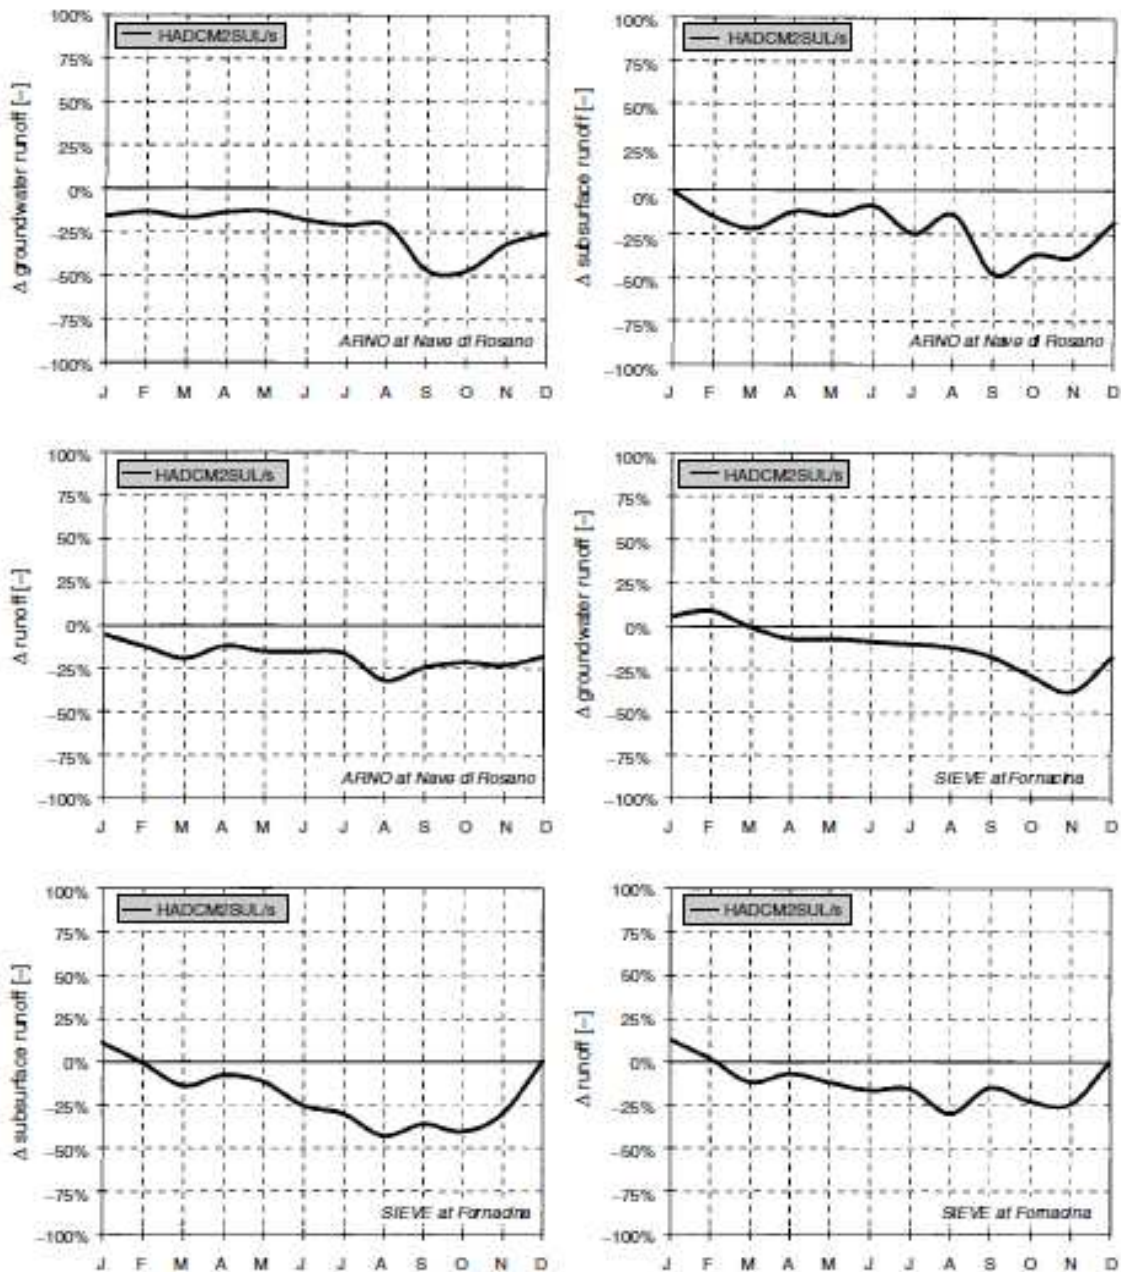 Δ groundwater runoff [–]
100%
75%
50%
25%
0%
–25%
–50%
–75%
–100%
HADCM2SUL/s
ARNO at Nave di Rosano
J F M A M J J A S O N D
Δ subsurface runoff [–]
100%
75%
50%
25%
0%
–25%
–50%
–75%
–100%
HADCM2SUL/s
ARNO at Nave di Rosano
J F M A M J J A S O N D
Δ runoff [–]
100%
75%
50%
25%
0%
–25%
–50%
–75%
–100%
HADCM2SUL/s
ARNO at Nave di Rosano
J F M A M J J A S O N D
Δ groundwater runoff [–]
100%
75%
50%
25%
0%
–25%
–50%
–75%
–100%
HADCM2SUL/s
SIEVE at Fornacina
J F M A M J J A S O N D
Δ subsurface runoff [–]
100%
75%
50%
25%
0%
–25%
–50%
–75%
–100%
HADCM2SUL/s
SIEVE at Fornacina
J F M A M J J A S O N D
Δ runoff [–]
100%
75%
50%
25%
0%
–25%
–50%
–75%
–100%
HADCM2SUL/s
SIEVE at Fornacina
J F M A M J J A S O N D